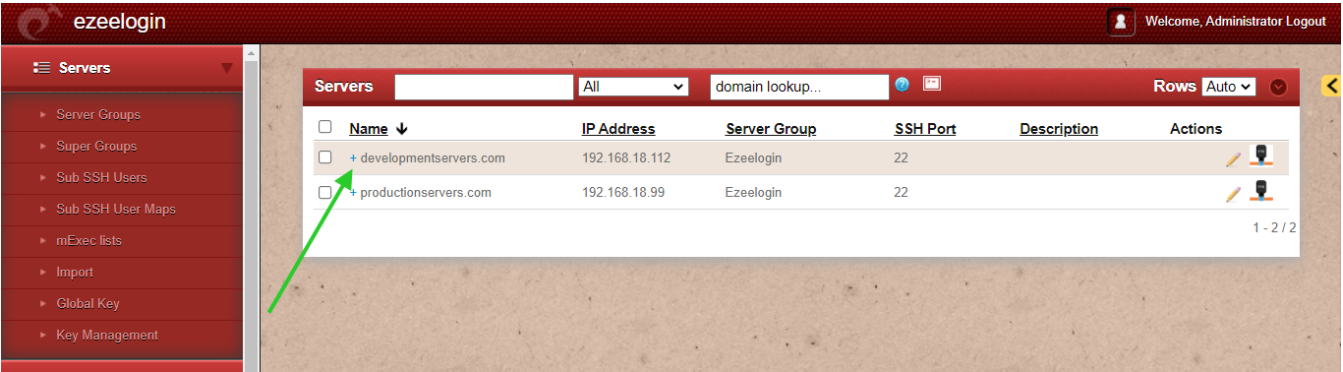 ezeelogin
Welcome, Administrator Logout
Servers
Server Groups
Super Groups
Sub SSH Users
Sub SSH User Maps
mExec lists
Import
Global Key
Key Management
Servers All domain lookup... Rows Auto
Name IP Address Server Group SSH Port Description Actions
+ developmentservers.com 192.168.18.112 Ezeelogin 22
+ productionservers.com 192.168.18.99 Ezeelogin 22
1 - 2 / 2